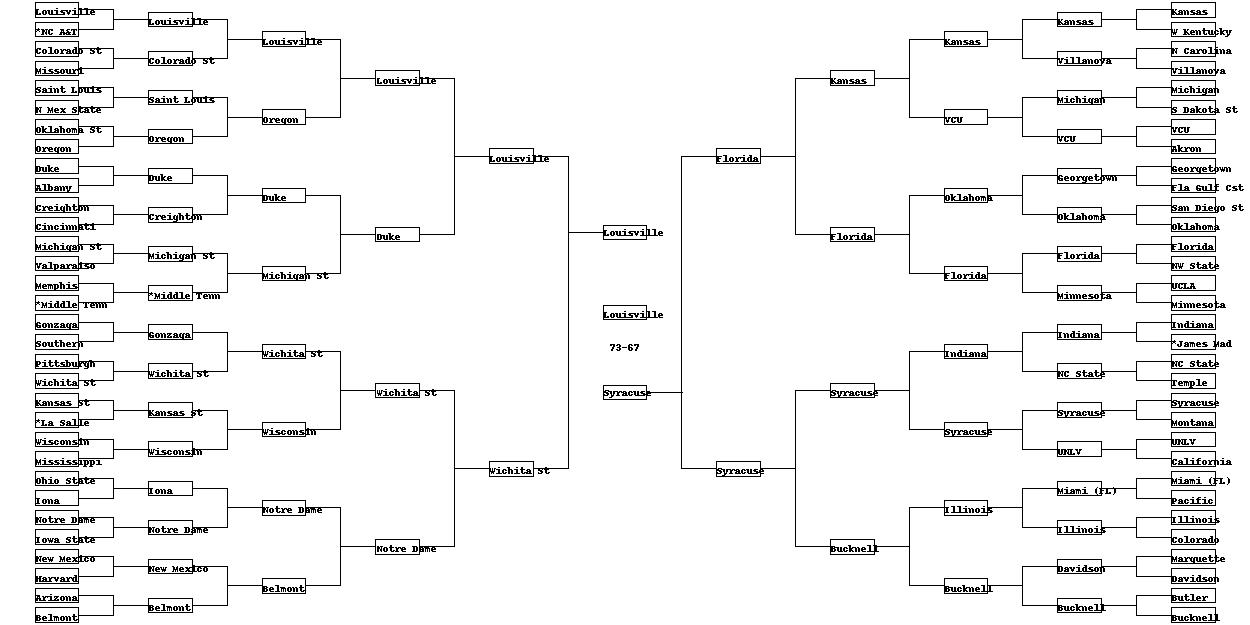 Louisville
*NC A&T
Colorado St
Missouri
Saint Louis
N Mex State
Oklahoma St
Oregon
Duke
Albany
Creighton
Cincinnati
Michigan St
Valparaiso
Memphis
*Middle Tenn
Gonzaga
Southern
Pittsburgh
Wichita St
Kansas St
*La Salle
Wisconsin
Mississippi
Ohio State
Iona
Notre Dame
Iowa State
New Mexico
Harvard
Arizona
Belmont
Louisville
Colorado St
Saint Louis
Oregon
Duke
Creighton
Michigan St
*Middle Tenn
Gonzaga
Wichita St
Kansas St
Wisconsin
Iona
Notre Dame
New Mexico
Belmont
Louisville
Oregon
Duke
Michigan St
Wichita St
Wisconsin
Notre Dame
Belmont
Louisville
Duke
Wichita St
Notre Dame
Louisville
Wichita St
Louisville
Louisville
73-67
Syracuse
Florida
Syracuse
Kansas
Florida
Syracuse
Bucknell
Kansas
VCU
Oklahoma
Florida
Indiana
Syracuse
Illinois
Bucknell
Kansas
Villanova
Michigan
VCU
Georgetown
Oklahoma
Florida
Minnesota
Indiana
NC State
Syracuse
UNLV
Miami (FL)
Illinois
Davidson
Bucknell
Kansas
W Kentucky
N Carolina
Villanova
Michigan
S Dakota St
VCU
Akron
Georgetown
Fla Gulf Cst
San Diego St
Oklahoma
Florida
NW State
UCLA
Minnesota
Indiana
*James Mad
NC State
Temple
Syracuse
Montana
UNLV
California
Miami (FL)
Pacific
Illinois
Colorado
Marquette
Davidson
Butler
Bucknell